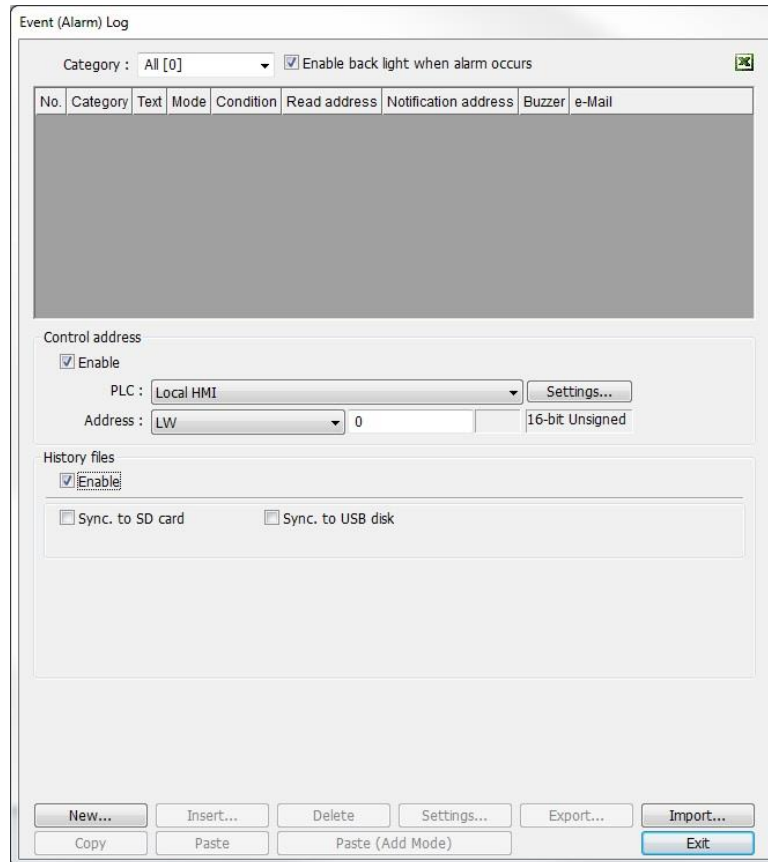 Event (Alarm) Log
Category : All [0] Enable back light when alarm occurs
No. Category Text Mode Condition Read address Notification address Buzzer e-Mail
Control address
Enable
PLC : Local HMI Settings...
Address : LW 0 16-bit Unsigned
History files
Enable
Sync. to SD card Sync. to USB disk
New... Insert... Delete Settings... Export... Import...
Copy Paste Paste (Add Mode) Exit